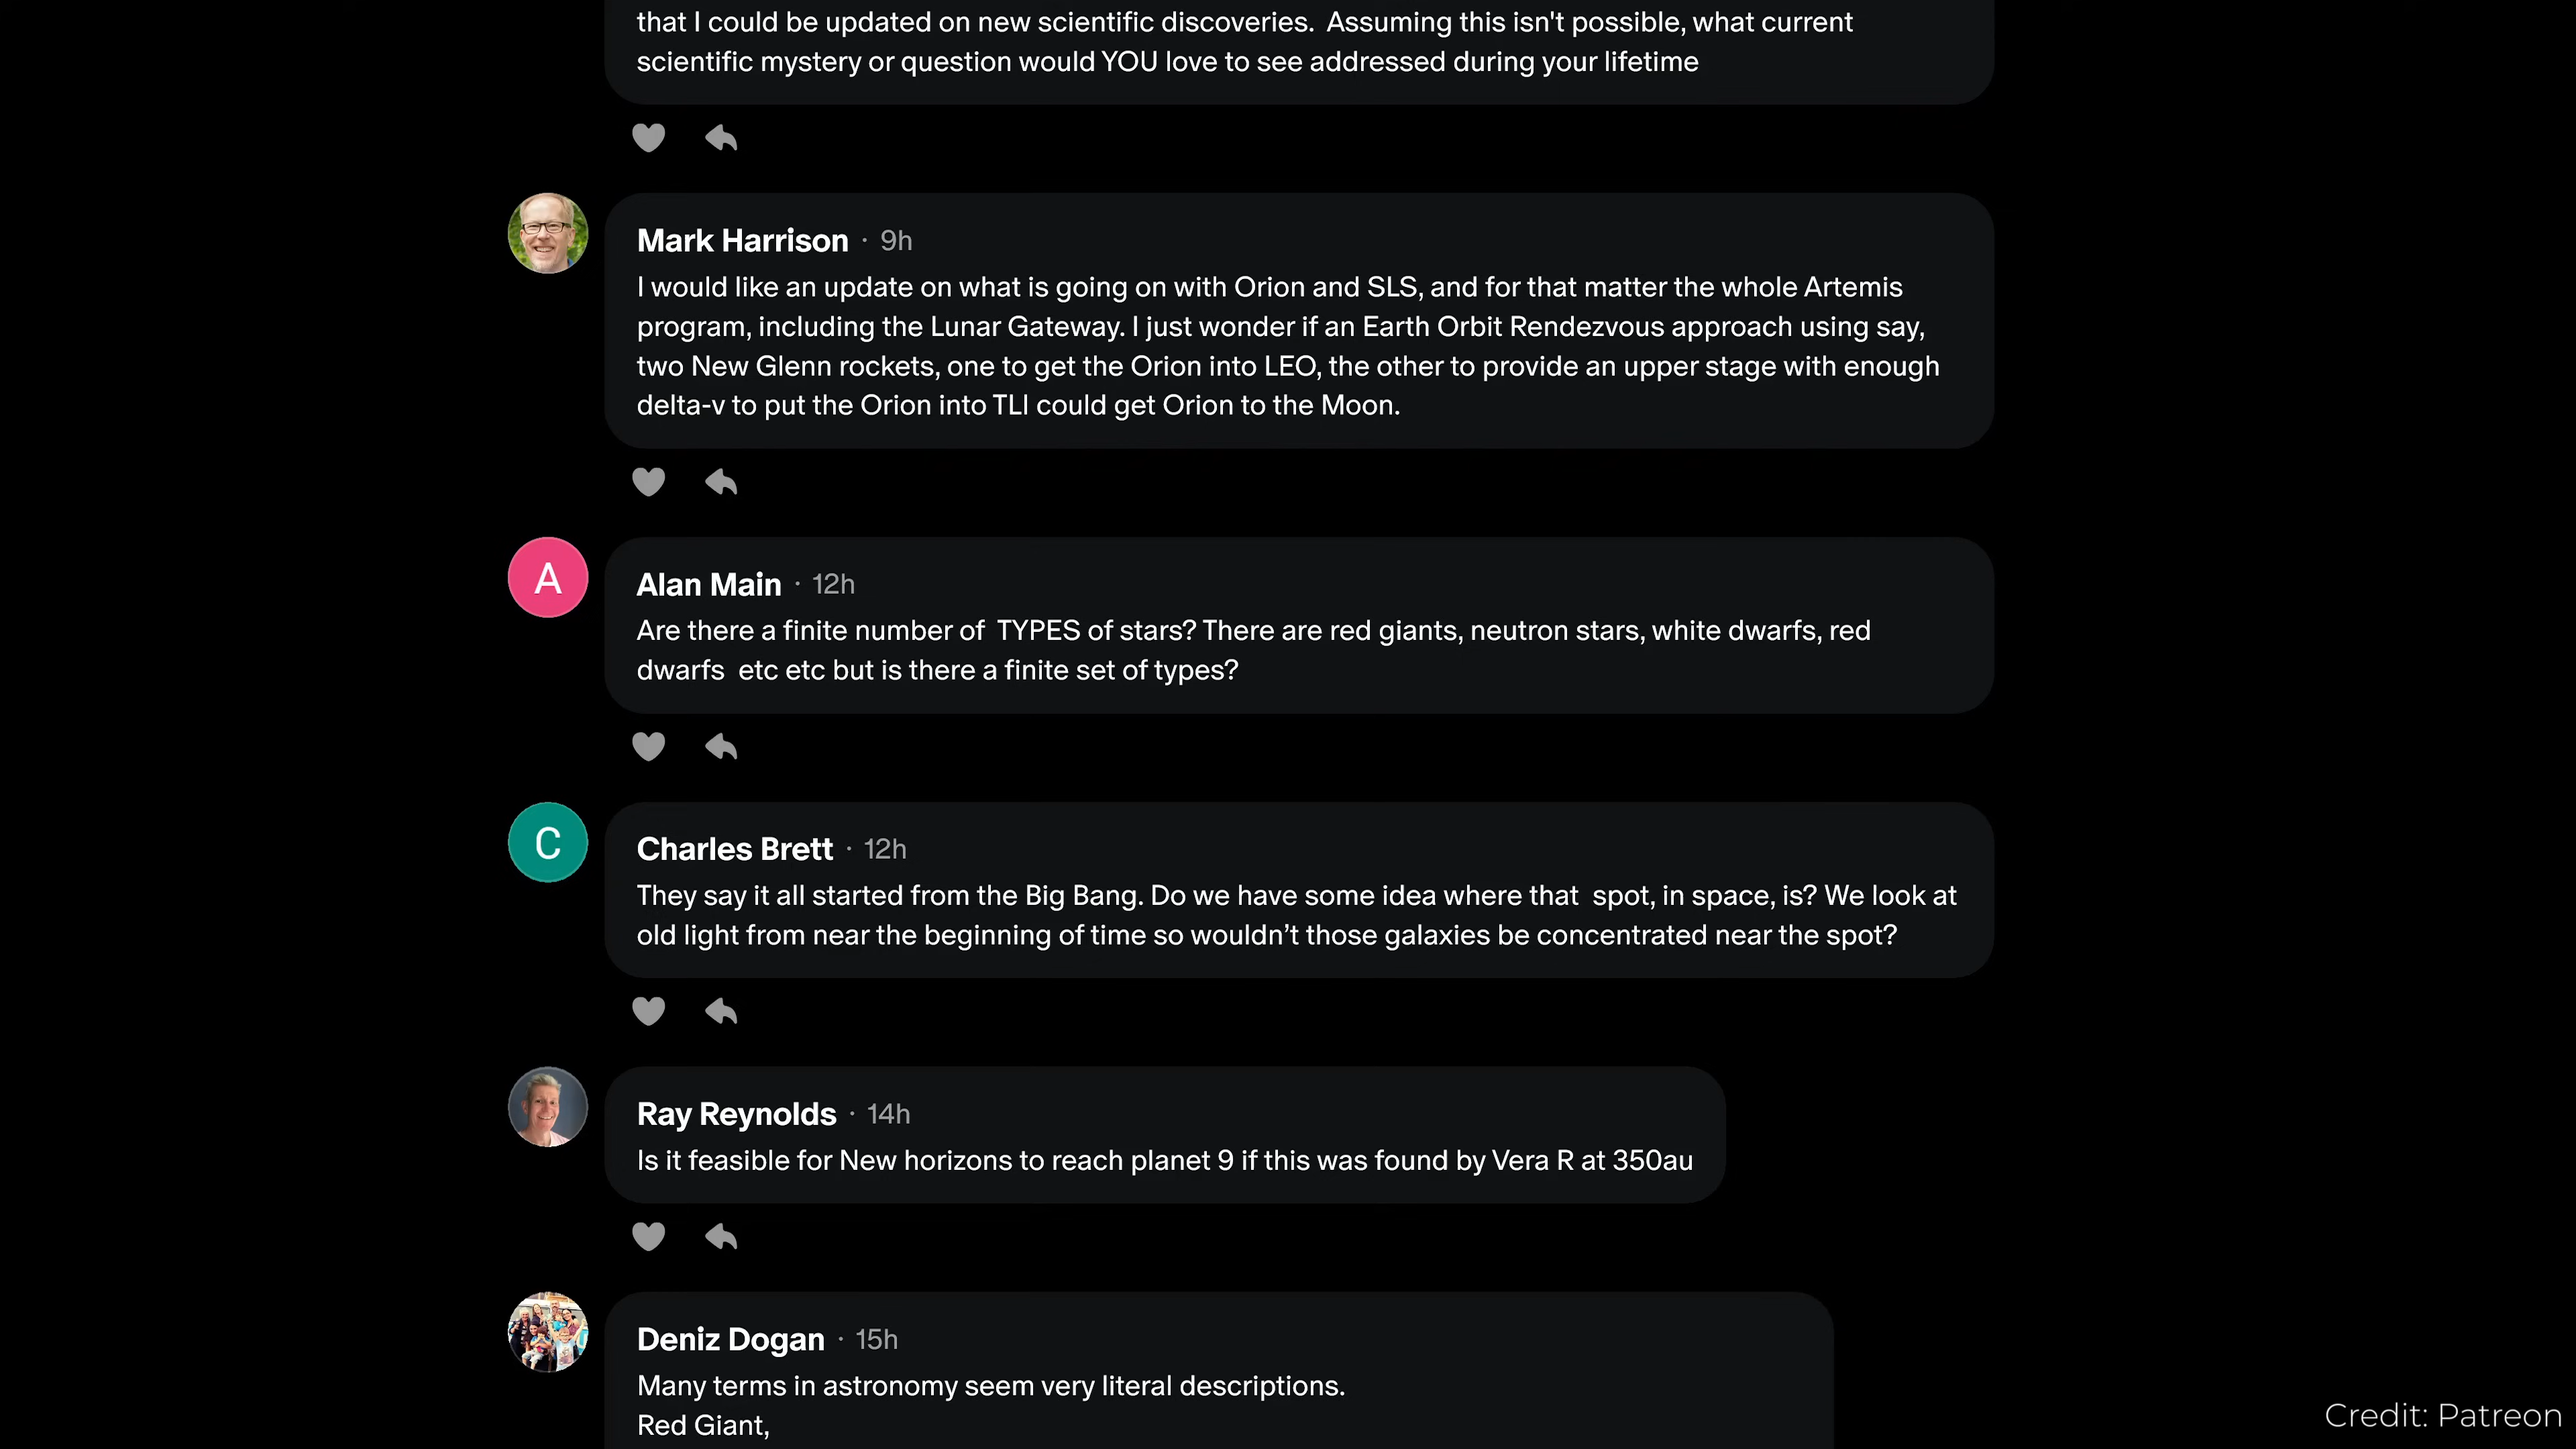 that I could be updated on new scientific discoveries.  Assuming this isn't possible, what current
scientific mystery or question would YOU love to see addressed during your lifetime
Mark Harrison · 9h
I would like an update on what is going on with Orion and SLS, and for that matter the whole Artemis
program, including the Lunar Gateway. I just wonder if an Earth Orbit Rendezvous approach using say,
two New Glenn rockets, one to get the Orion into LEO, the other to provide an upper stage with enough
delta-v to put the Orion into TLI could get Orion to the Moon.
A
Alan Main · 12h
Are there a finite number of  TYPES of stars? There are red giants, neutron stars, white dwarfs, red
dwarfs  etc etc but is there a finite set of types?
C
Charles Brett · 12h
They say it all started from the Big Bang. Do we have some idea where that  spot, in space, is? We look at
old light from near the beginning of time so wouldn’t those galaxies be concentrated near the spot?
Ray Reynolds · 14h
Is it feasible for New horizons to reach planet 9 if this was found by Vera R at 350au
Deniz Dogan · 15h
Many terms in astronomy seem very literal descriptions.
Red Giant,
Credit: Patreon